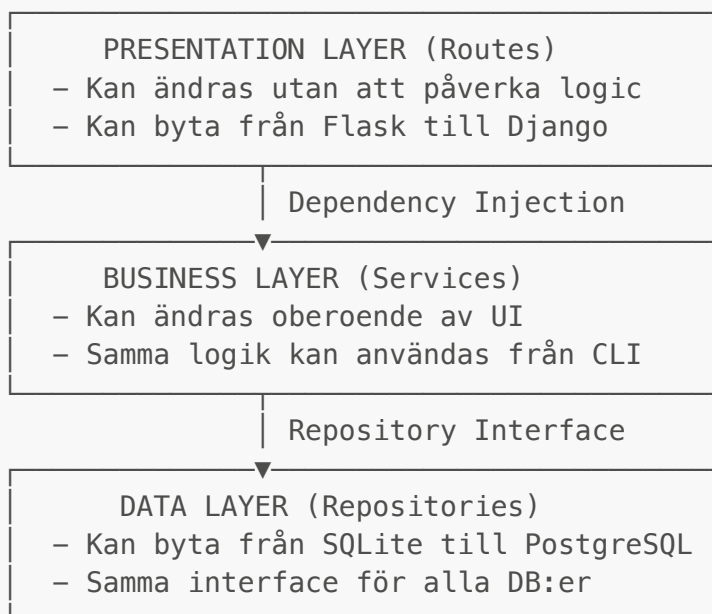 PRESENTATION LAYER (Routes)
- Kan ändras utan att påverka logic
- Kan byta från Flask till Django
Dependency Injection
BUSINESS LAYER (Services)
- Kan ändras oberoende av UI
- Samma logik kan användas från CLI
Repository Interface
DATA LAYER (Repositories)
- Kan byta från SQLite till PostgreSQL
- Samma interface för alla DB:er